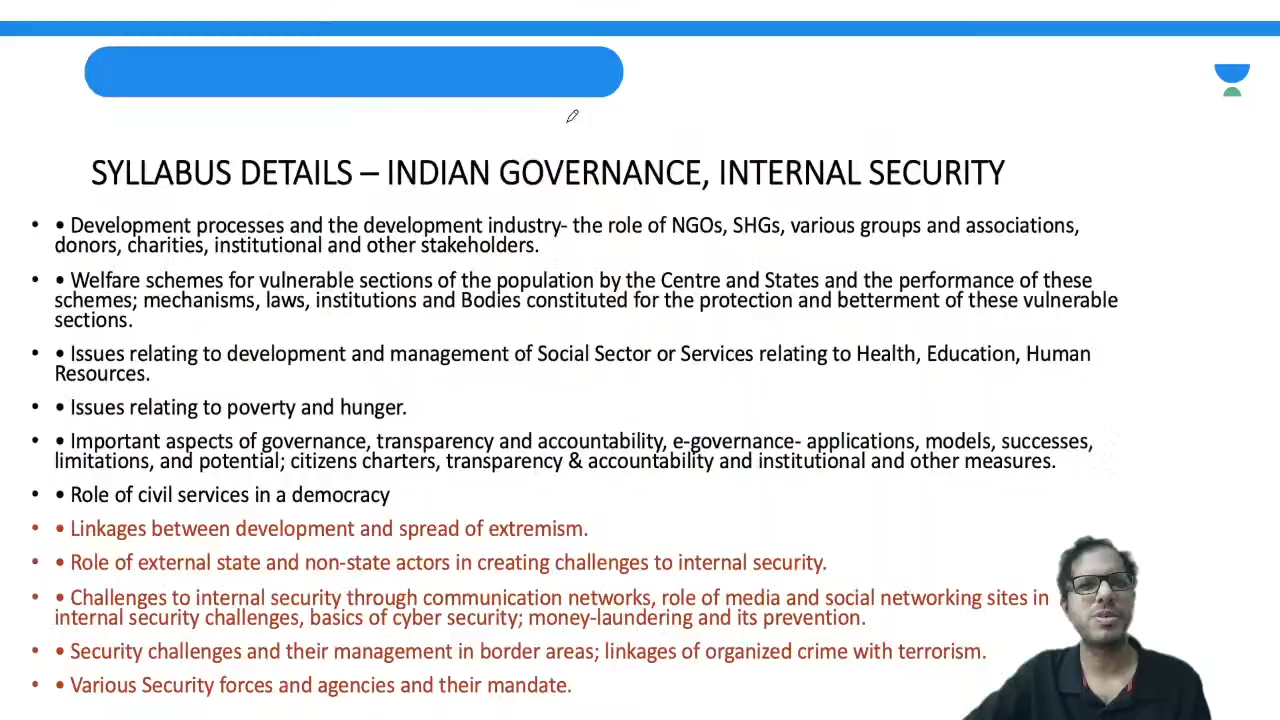 SYLLABUS DETAILS – INDIAN GOVERNANCE, INTERNAL SECURITY
• • Development processes and the development industry- the role of NGOs, SHGs, various groups and associations,
donors, charities, institutional and other stakeholders.
• • Welfare schemes for vulnerable sections of the population by the Centre and States and the performance of these
schemes; mechanisms, laws, institutions and Bodies constituted for the protection and betterment of these vulnerable
sections.
• • Issues relating to development and management of Social Sector or Services relating to Health, Education, Human
Resources.
• • Issues relating to poverty and hunger.
• • Important aspects of governance, transparency and accountability, e-governance- applications, models, successes,
limitations, and potential; citizens charters, transparency & accountability and institutional and other measures.
• • Role of civil services in a democracy
• • Linkages between development and spread of extremism.
• • Role of external state and non-state actors in creating challenges to internal security.
• • Challenges to internal security through communication networks, role of media and social networking sites in
internal security challenges, basics of cyber security; money-laundering and its prevention.
• • Security challenges and their management in border areas; linkages of organized crime with terrorism.
• • Various Security forces and agencies and their mandate.